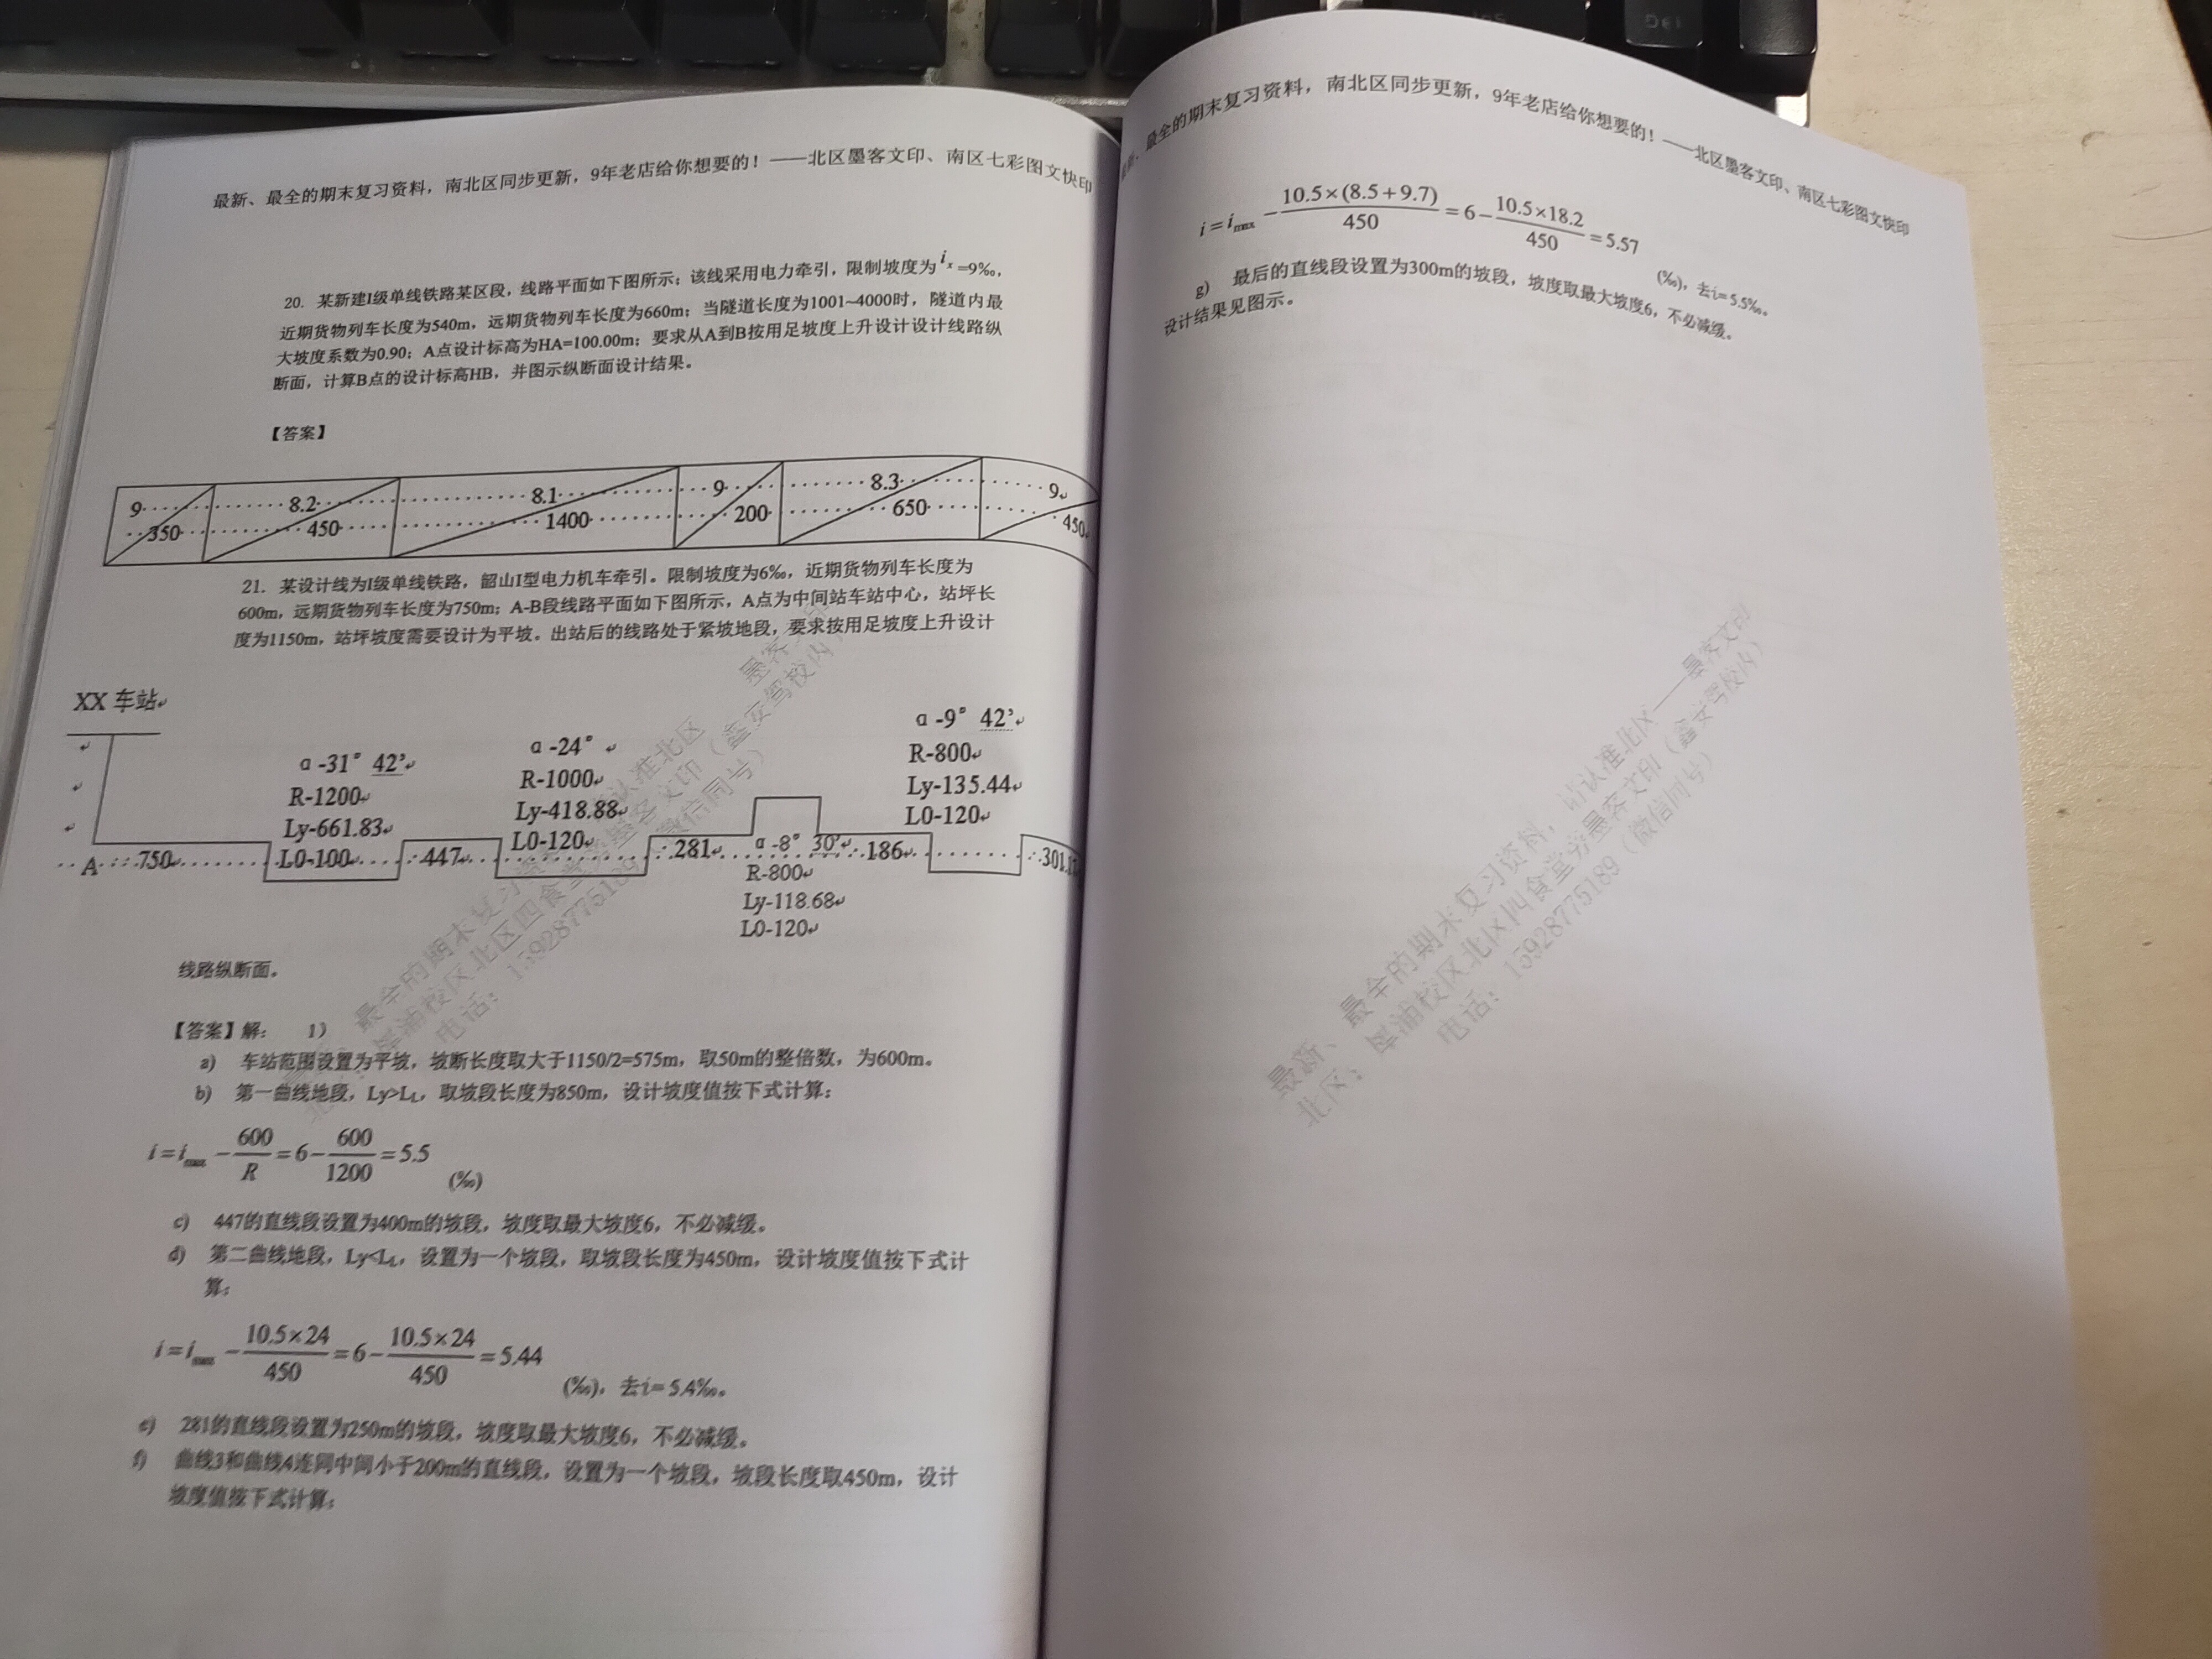 最新、最全的期末复习资料，南北区同步更新，9年老店给你想要的！——北区墨客文印、南区七彩图文快印
20. 某新建I级单线铁路某区段，线路平面如下图所示；该线采用电力牵引，限制坡度为ix=9‰，
近期货物列车长度为540m，远期货物列车长度为660m；当隧道长度为1001~4000时，隧道内最
大坡度系数为0.90；A点设计标高为HA=100.00m；要求从A到B按用足坡度上升设计设计线路纵
断面，计算B点的设计标高HB，并图示纵断面设计结果。
【答案】
9 8.2 8.1 9 8.3 9
350 450 1400 200 650 450
21. 某设计线为I级单线铁路，韶山I型电力机车牵引。限制坡度为6‰，近期货物列车长度为
600m，远期货物列车长度为750m；A-B段线路平面如下图所示，A点为中间站车站中心，站坪长
度为1150m，站坪坡度需要设计为平坡。出站后的线路处于紧坡地段，要求按用足坡度上升设计
XX 车站
α-31° 42’
R-1200
Ly-661.83
L0-100
α-24°
R-1000
Ly-418.88
L0-120
α-9° 42’
R-800
Ly-135.44
L0-120
A 750 447 281 186
α-8° 30’
R-800
Ly-118.68
L0-120
线路纵断面。
【答案】解： 1）
a) 车站范围设置为平坡，坡断长度取大于1150/2=575m，取50m的整倍数，为600m。
b) 第一曲线地段，Ly>LL，取坡段长度为850m，设计坡度值按下式计算：
i = imax − 600/R = 6 − 600/1200 = 5.5 (‰)
c) 447的直线段设置为400m的坡段，坡度取最大坡度6，不必减缓。
d) 第二曲线地段，Ly<LL，设置为一个坡段，取坡段长度为450m，设计坡度值按下式计
算：
i = imax − 10.5×24/450 = 6 − 10.5×24/450 = 5.44 (‰)，去i=5.4‰。
e) 281的直线段设置为250m的坡段，坡度取最大坡度6，不必减缓。
f) 曲线3和曲线4连同中间小于200m的直线段，设置为一个坡段，坡段长度取450m，设计
坡度值按下式计算：
最全的期末复习资料，南北区同步更新，9年老店给你想要的！——北区墨客文印、南区七彩图文快印
i = imax − 10.5×(8.5+9.7)/450 = 6 − 10.5×18.2/450 = 5.57 (‰)，去i=5.5‰。
g) 最后的直线段设置为300m的坡段，坡度取最大坡度6，不必减缓。
设计结果见图示。
最新、最全的期末复习资料，请认准北区——墨客文印
北区：犀浦校区北区四食堂旁墨客文印（鑫安驾校内）
电话：15928775189（微信同号）